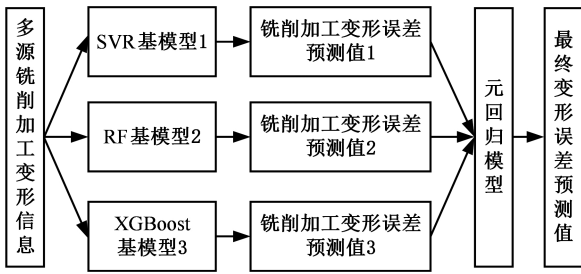 多源铣削加工变形信息
SVR基模型1
铣削加工变形误差
预测值1
RF基模型2
铣削加工变形误差
预测值2
XGBoost
基模型3
铣削加工变形误差
预测值3
元回归模型
最终变形误差预测值